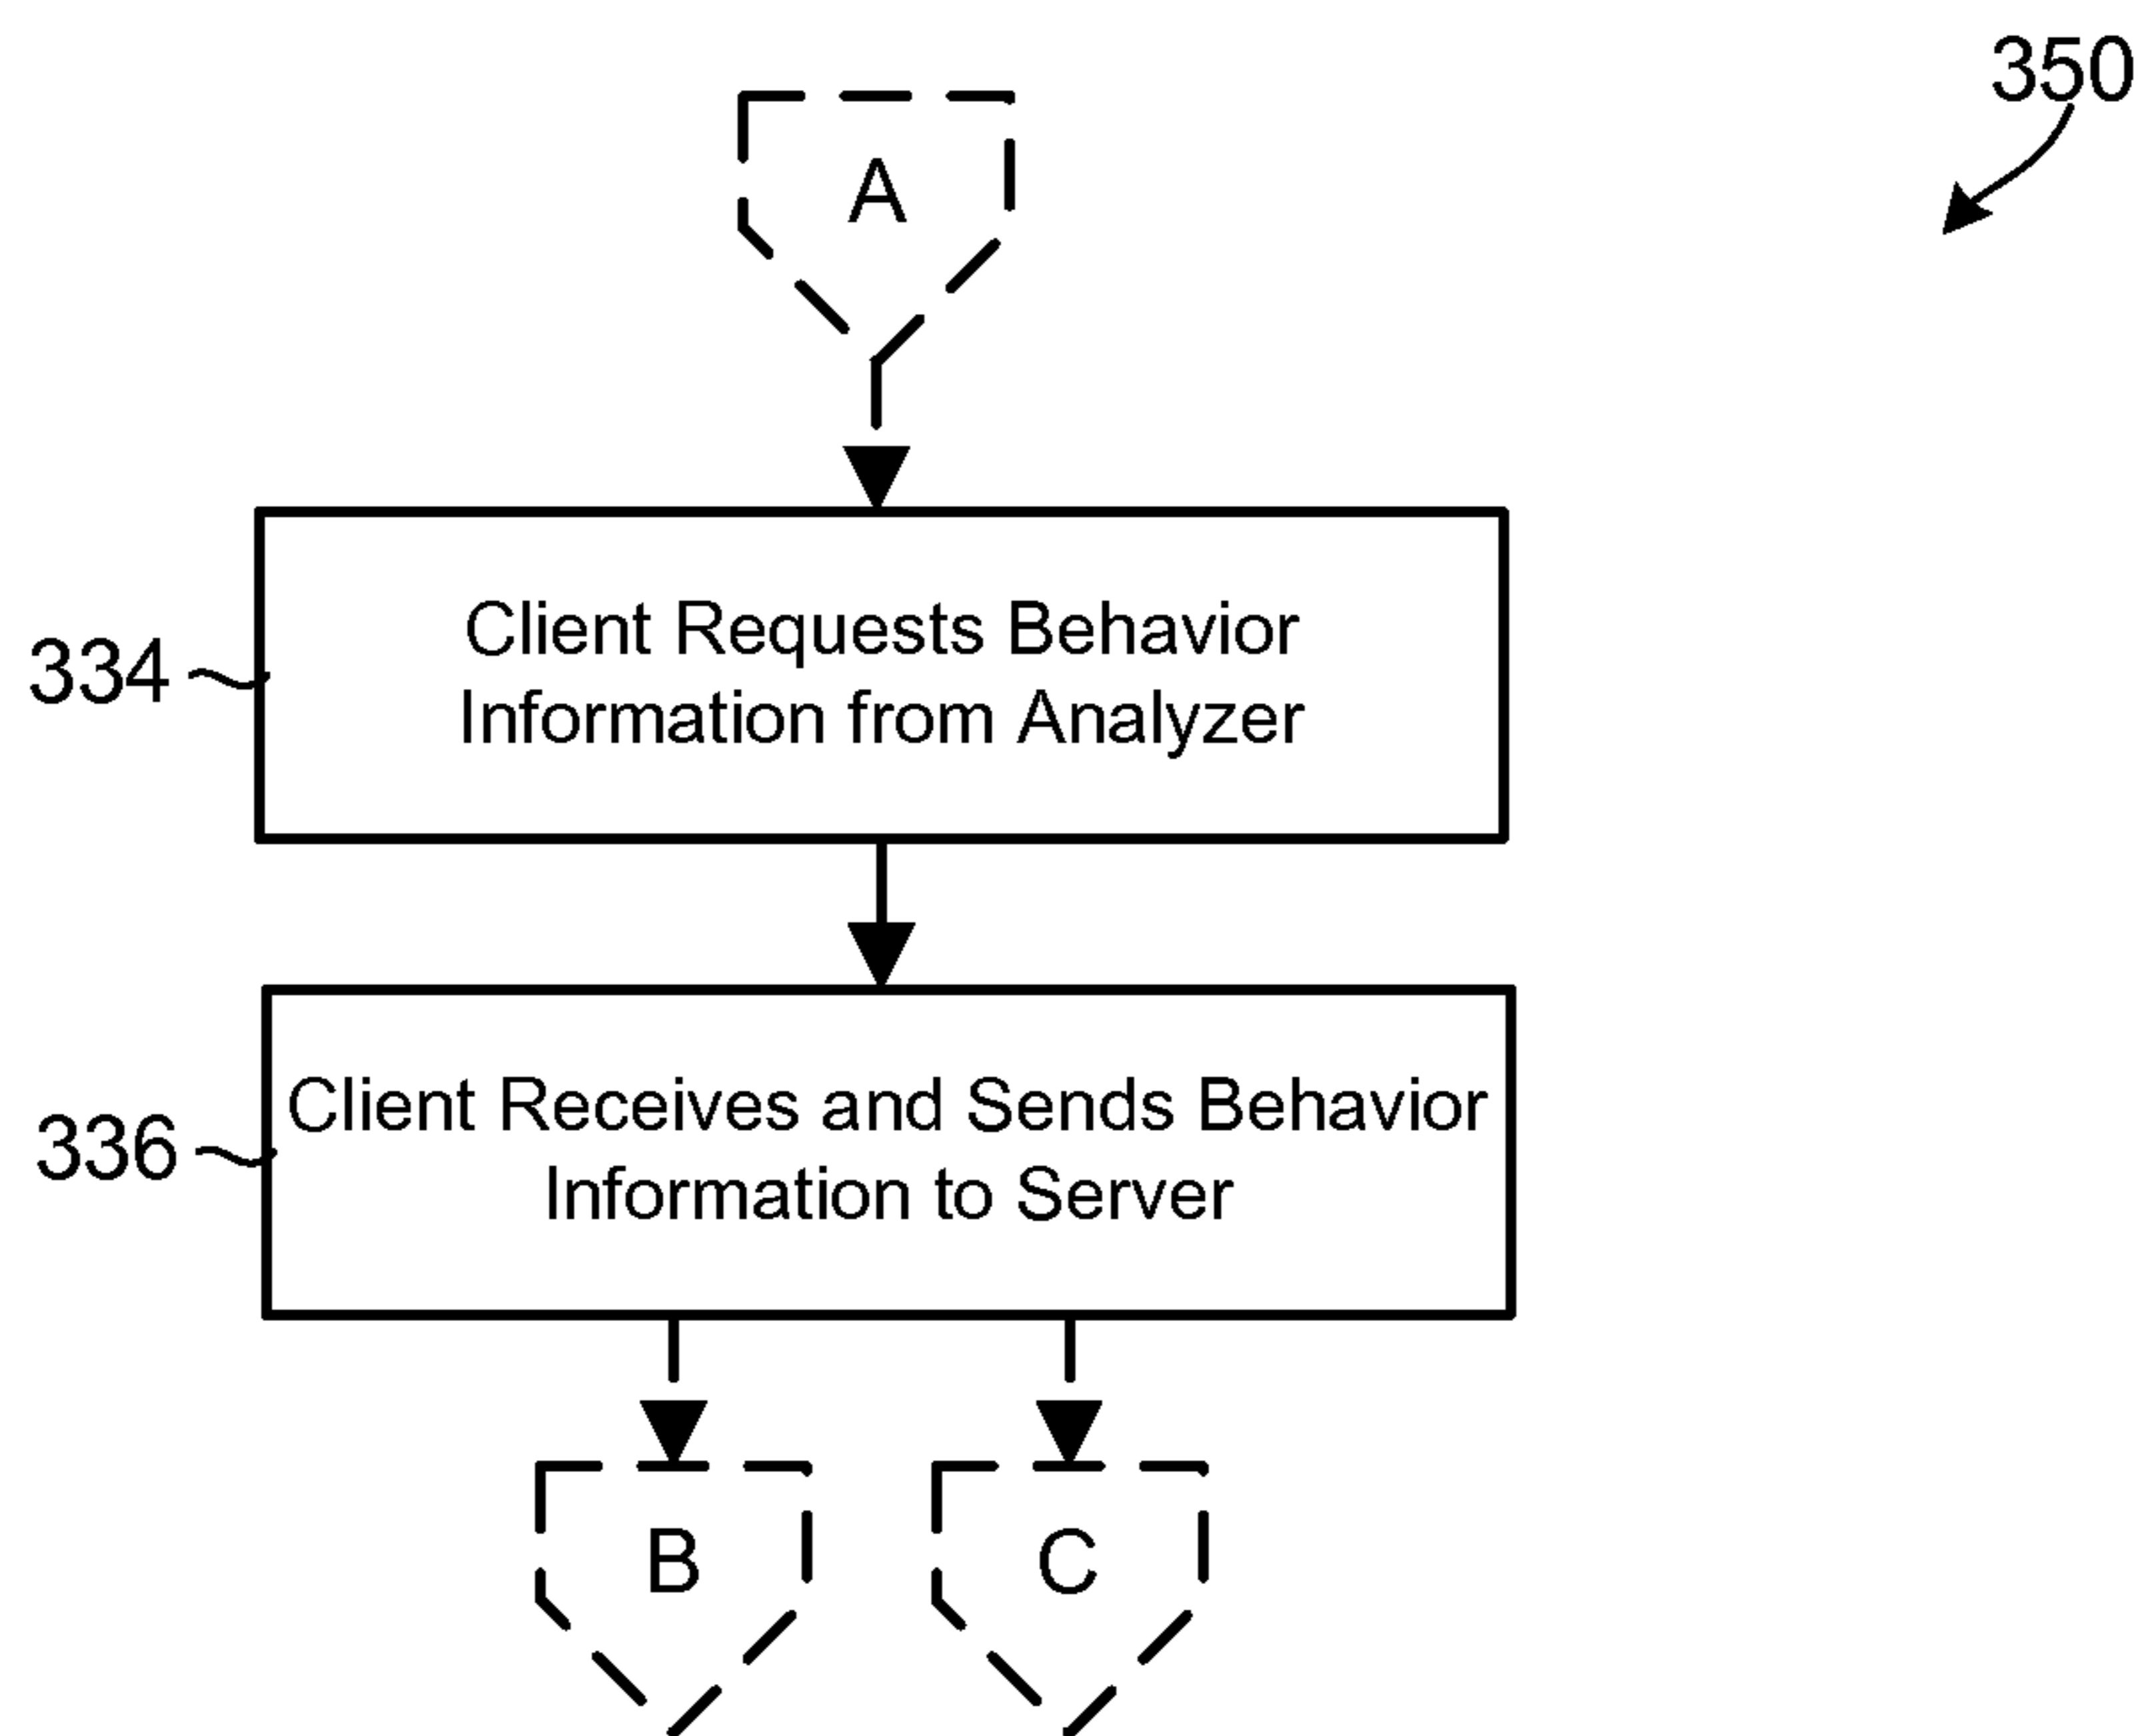 350
A
334
Client Requests Behavior
Information from Analyzer
336
Client Receives and Sends Behavior
Information to Server
B
C